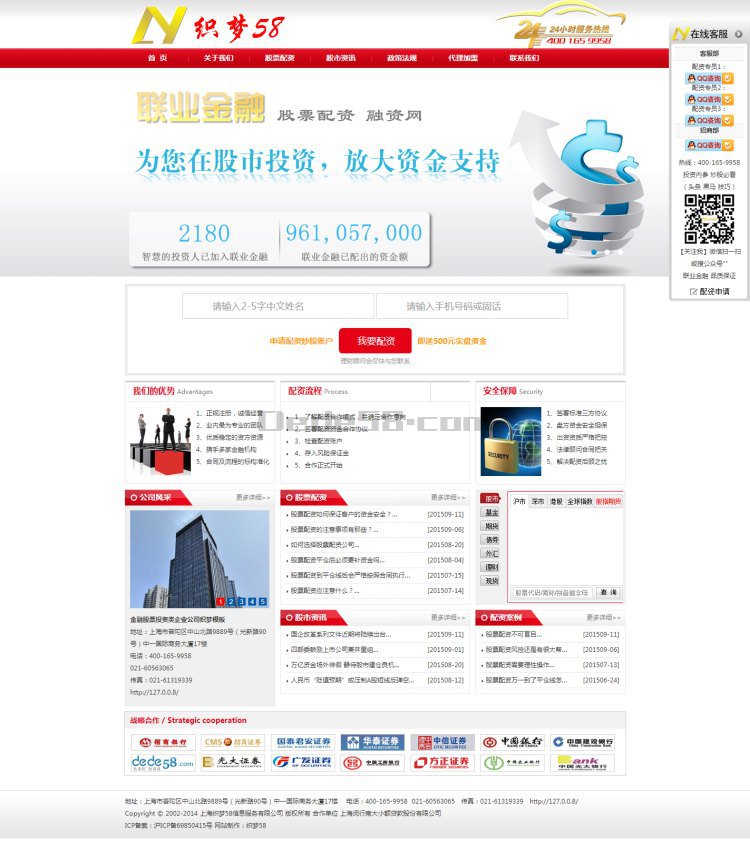 织梦58
24小时服务热线
400 165 9958
首 页 关于我们 股票配资 股市资讯 政策法规 代理加盟 联系我们
在线客服
客服部
配资专员1：
QQ咨询
配资专员2：
QQ咨询
配资专员3：
QQ咨询
招商部
QQ咨询
热线：400-165-9958
投资内参 炒股必看
（头条 黑马 技巧）
【关注我】微信扫一扫
或搜公众号""
联业金融 品质保证
配资申请
联业金融 股票配资 融资网
为您在股市投资，放大资金支持
2180 961,057,000
智慧的投资人已加入联业金融 联业金融已配出的资金额
请输入2-5字中文姓名 请输入手机号码或固话
申请配资炒股账户 我要配资 即送500元实盘资金
理财顾问会尽快与您联系
我们的优势 Advantages
1、正规注册，诚信经营
2、业内最为专业的团队
3、优质稳定的资方资源
4、携手多家金融机构
5、合同及流程的标准化
配资流程 Process
1、了解配资合作模式，并确定合作意向
2、签署配资资金合作协议
3、检查配资账户
4、存入风险保证金
5、合作正式开始
安全保障 Security
SECURITY
1、签署标准三方协议
2、盘方资金安全担保
3、出资资质严格把控
4、法律顾问合同把关
5、解决配资后顾之忧
Dede58.com
公司风采 更多详细>>
1 2 3 4 5
金融股票投资类企业公司织梦模板
地址：上海市普陀区中山北路9889号（光新路90
号）中一国际商务大厦17楼
电话：400-165-9958
021-60563065
传真：021-61319339
http://127.0.0.8/
股票配资 更多详细>>
股票配资如何保证客户的资金安全？... [201509-11]
股票配资的注意事项有那些？... [201509-06]
如何选择股票配资公司... [201508-20]
股票配资平仓后必须要补资金吗... [201508-04]
股票配资到平仓线后会严格按照合同执行... [201507-15]
股票配资应注意什么？... [201507-14]
股市
基金
期货
债券
外汇
理财
现货
沪市 深市 港股 全球指数 股指期货
股票代码/简称/拼音首字母 查 询
股市资讯 更多详细>>
国企改革系列文件近期将陆续出台... [201509-11]
四部委鼓励上市公司兼并重组... [201509-01]
万亿资金场外伸援 静待股市建仓良机... [201508-20]
人民币“贬值预期”或压制A股短线反弹空... [201508-12]
配资案例 更多详细>>
股票配资不可盲目... [201509-11]
股票配资风控还是有很大帮... [201509-06]
股票配资需要理性操作... [201507-13]
股票配资万一到了平仓线怎... [201506-24]
战略合作 / Strategic cooperation
招商银行 CMS 招商证券 国泰君安证券 华泰证券 HUATAI SECURITIES 中信证券 CITIC SECURITIES 中国银行 BANK OF CHINA 中国建设银行
dede58.com 光大证券 广发证券 中国工商银行 方正证券 中国农业银行 Bank 中国光大银行
地址：上海市普陀区中山北路9889号（光新路90）中一国际商务大厦17楼 电话：400-165-9958 021-60563065 传真：021-61319339 http://127.0.0.8/
Copyright © 2002-2014 上海织梦58信息服务有限公司 版权所有 合作单位 上海闵行南大小额贷款股份有限公司
ICP备案：沪ICP备69850415号 网站制作：织梦58